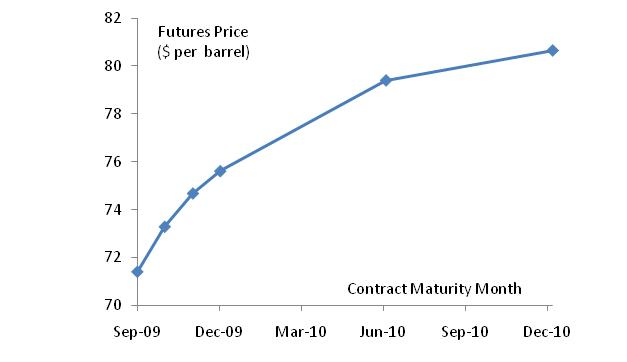 82
Futures Price
($ per barrel)
80
78
76
74
72
Contract Maturity Month
70
Sep-09 Dec-09 Mar-10 Jun-10 Sep-10 Dec-10